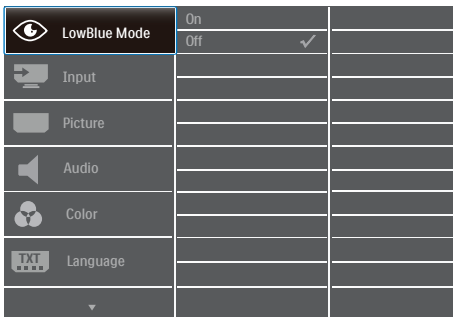 LowBlue Mode
On
Off
Input
Picture
Audio
Color
TXT
Language